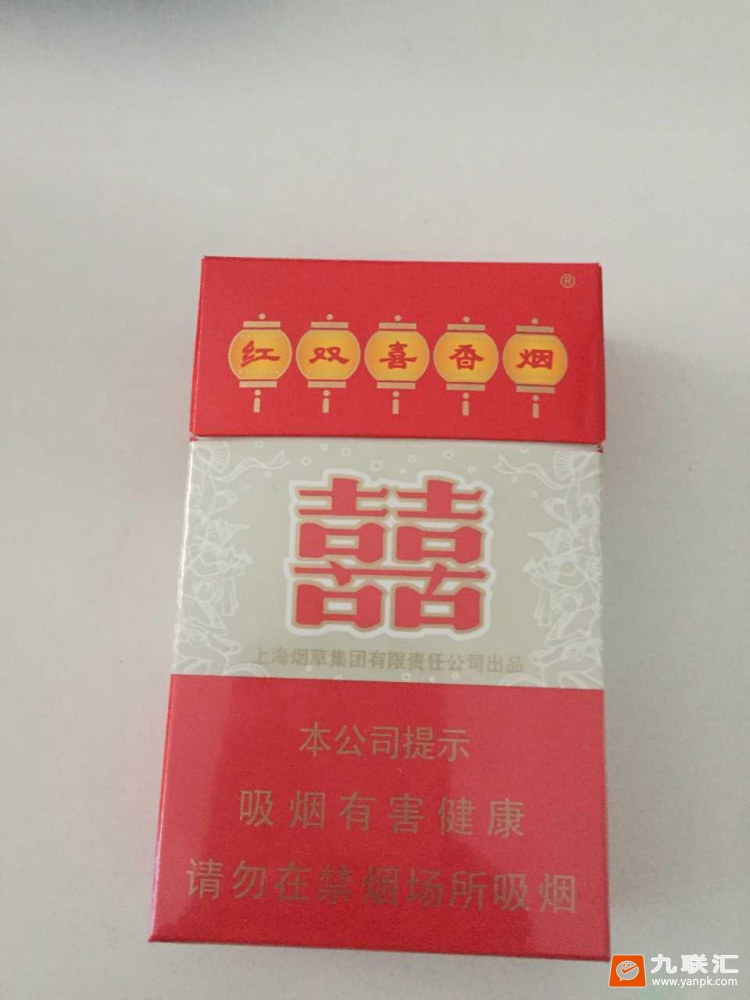 ®
红双喜香烟
囍
上海烟草集团有限责任公司出品
本公司提示
吸烟有害健康
请勿在禁烟场所吸烟
九联汇
www.yanpk.com